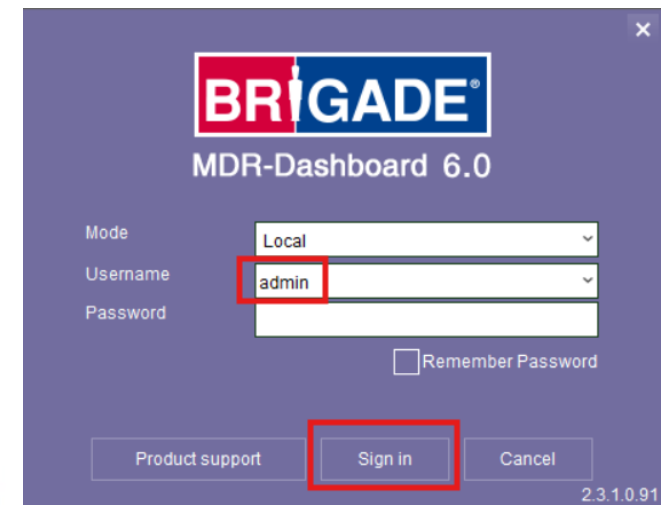 ×
BRIGADE®
MDR-Dashboard 6.0
Mode Local
Username admin
Password
Remember Password
Product support Sign in Cancel
2.3.1.0.91